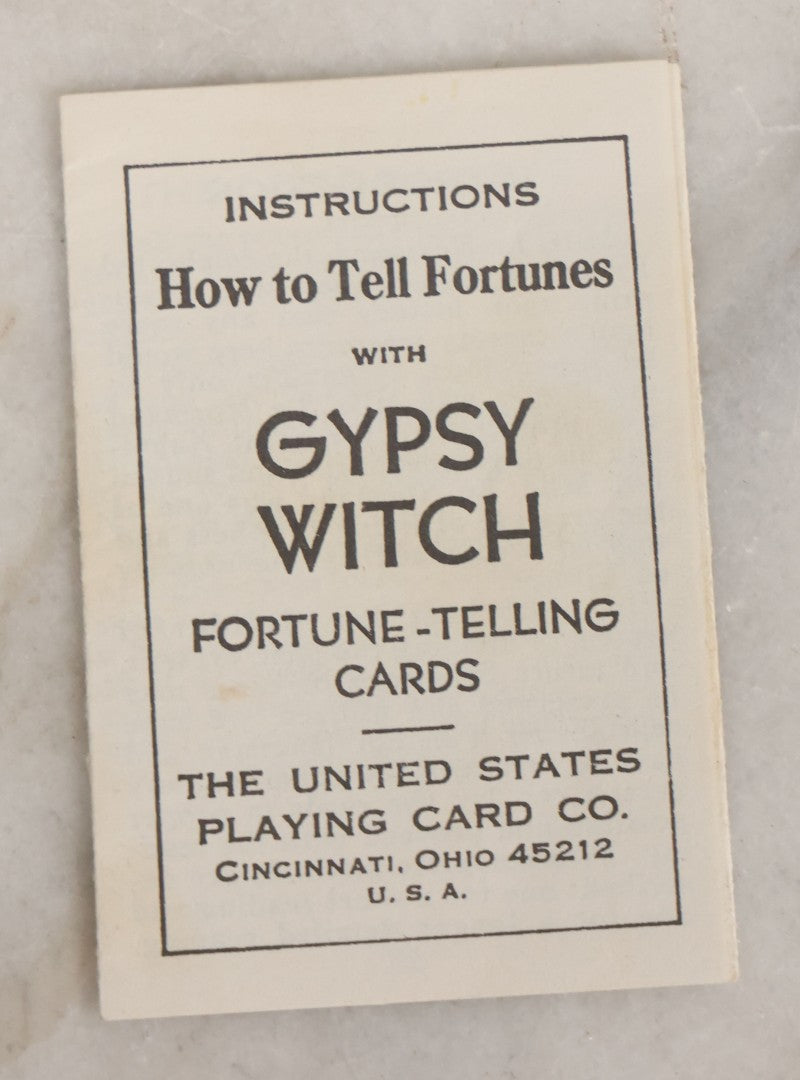 INSTRUCTIONS
How to Tell Fortunes
WITH
GYPSY
WITCH
FORTUNE-TELLING
CARDS
THE UNITED STATES
PLAYING CARD CO.
CINCINNATI, OHIO 45212
U. S. A.